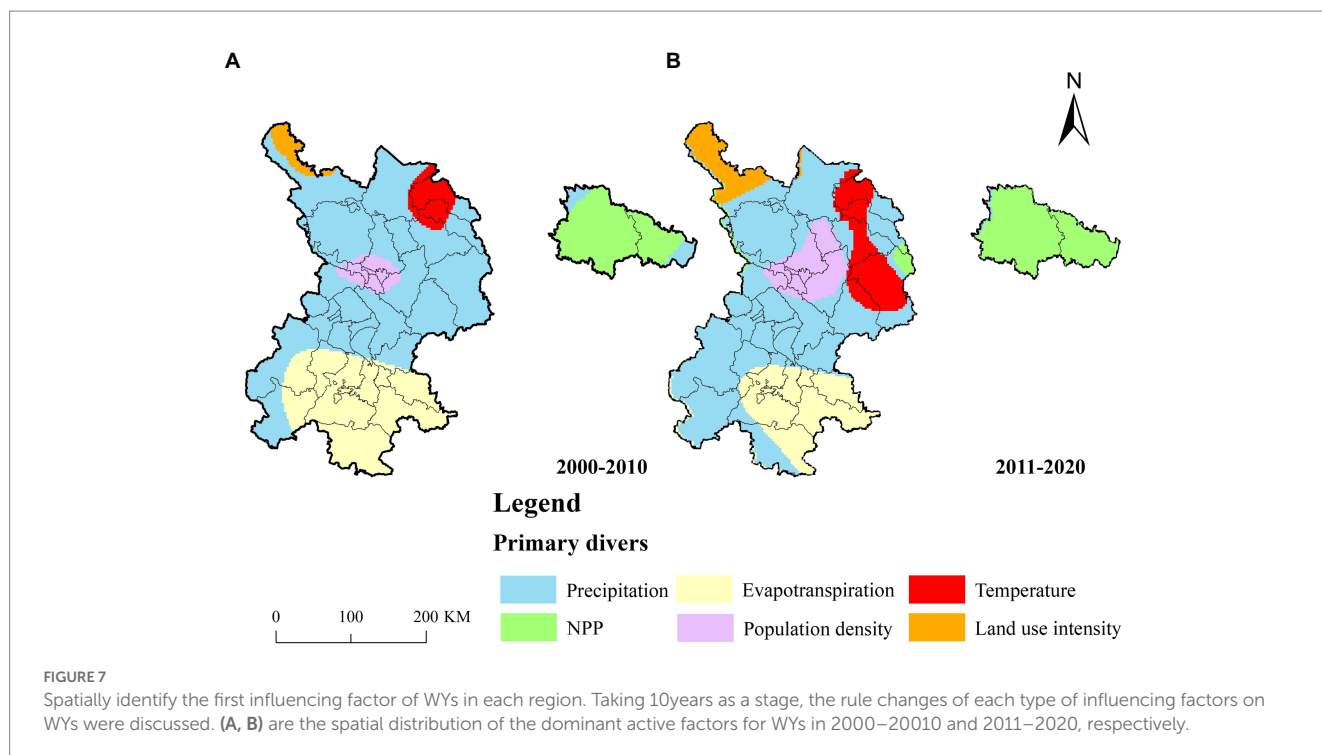 A
B
N
2000-2010
2011-2020
Legend
Primary divers
Precipitation
Evapotranspiration
Temperature
NPP
Population density
Land use intensity
0 100 200 KM
FIGURE 7
Spatially identify the first influencing factor of WYs in each region. Taking 10years as a stage, the rule changes of each type of influencing factors on
WYs were discussed. (A, B) are the spatial distribution of the dominant active factors for WYs in 2000–20010 and 2011–2020, respectively.